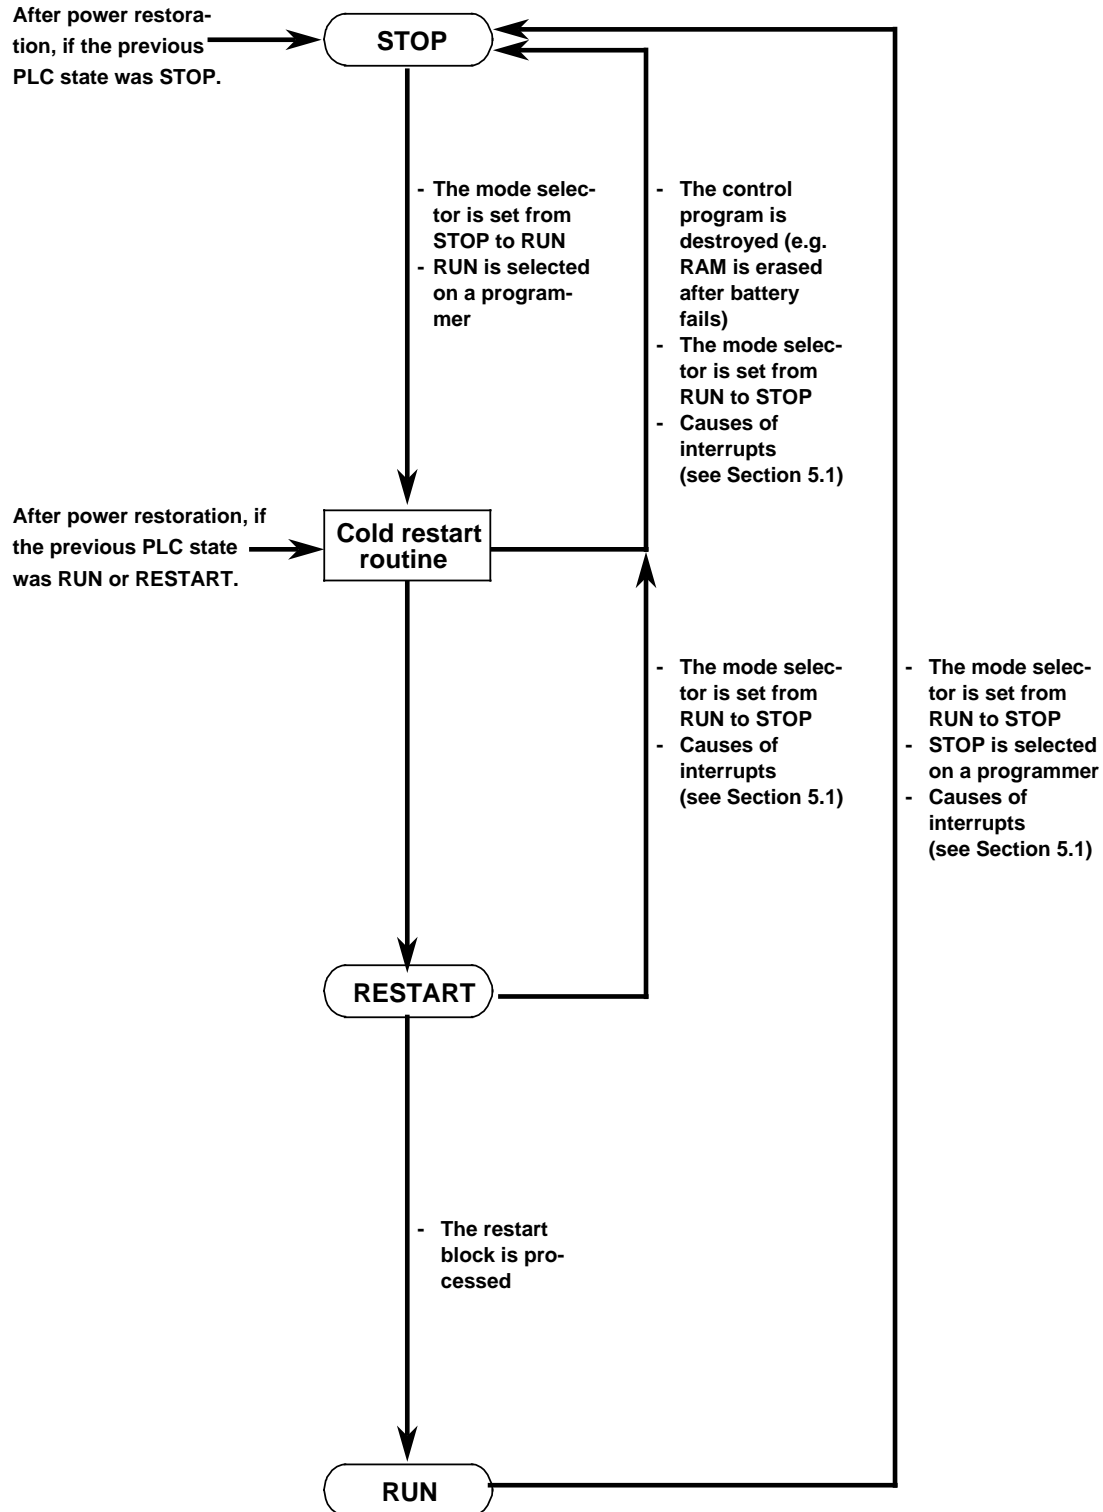 After power restora-
tion, if the previous
PLC state was STOP.
STOP
- The mode selec-
tor is set from
STOP to RUN
- RUN is selected
on a program-
mer
- The control
program is
destroyed (e.g.
RAM is erased
after battery
fails)
- The mode selec-
tor is set from
RUN to STOP
- Causes of
interrupts
(see Section 5.1)
After power restoration, if
the previous PLC state
was RUN or RESTART.
Cold restart
routine
- The mode selec-
tor is set from
RUN to STOP
- Causes of
interrupts
(see Section 5.1)
- The mode selec-
tor is set from
RUN to STOP
- STOP is selected
on a programmer
- Causes of
interrupts
(see Section 5.1)
RESTART
- The restart
block is pro-
cessed
RUN